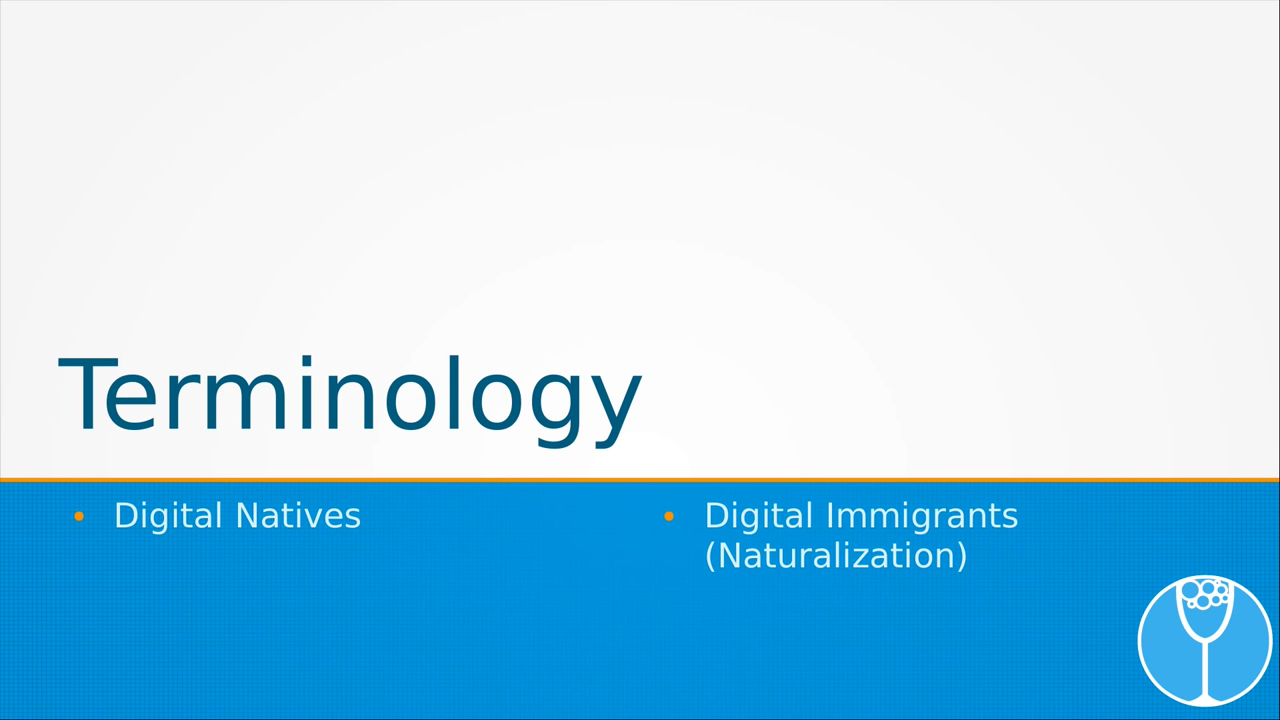 Terminology
• Digital Natives
• Digital Immigrants
(Naturalization)